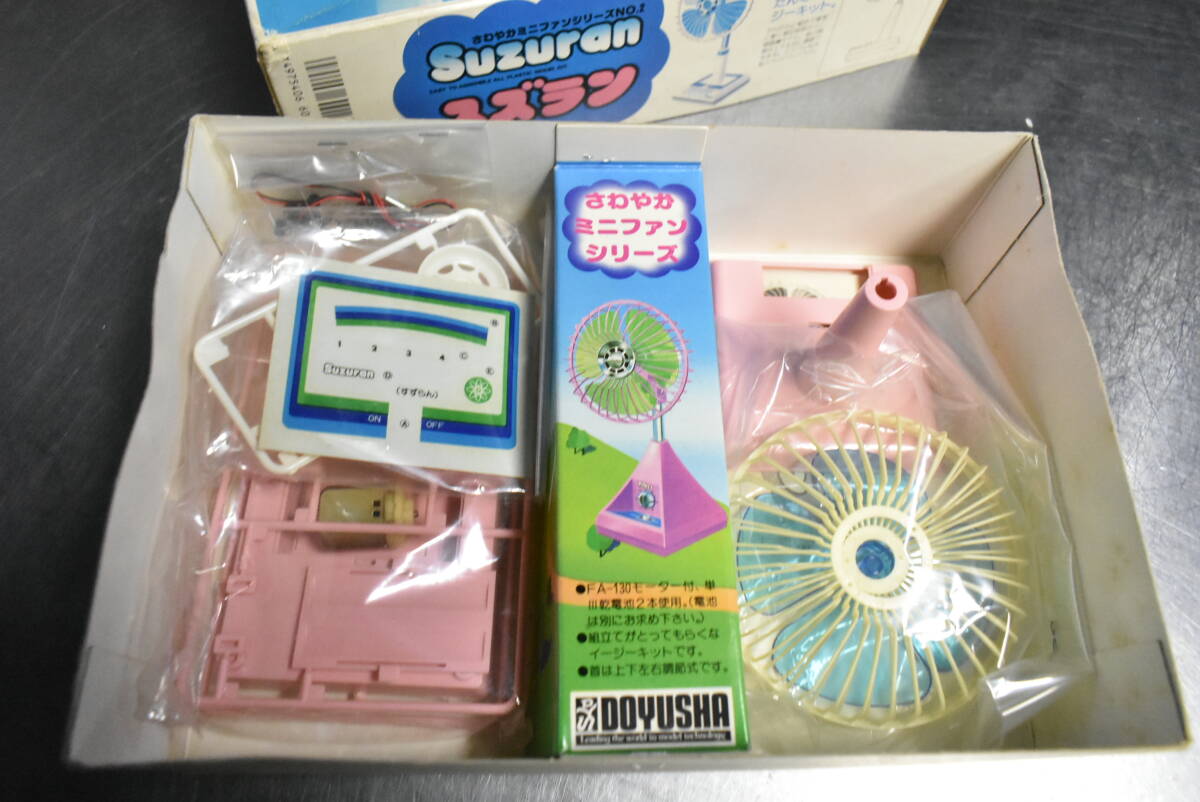 さわやかミニファンシリーズNO.2
Suzuran
EASY TO ASSEMBLE ALL PLASTIC MODEL KIT
スズラン
ジーキット。
4975406 60
さわやか
ミニファン
シリーズ
1 2 3 4 C B
Suzuran D E
(すずらん)
ON A OFF
●FA-130モーター付、単
III乾電池2本使用。(電池
は別にお求め下さい。)
●組立てがとってもらくな
イージーキットです。
●首は上下左右調節式です。
DOYUSHA
Leading the world in model technology